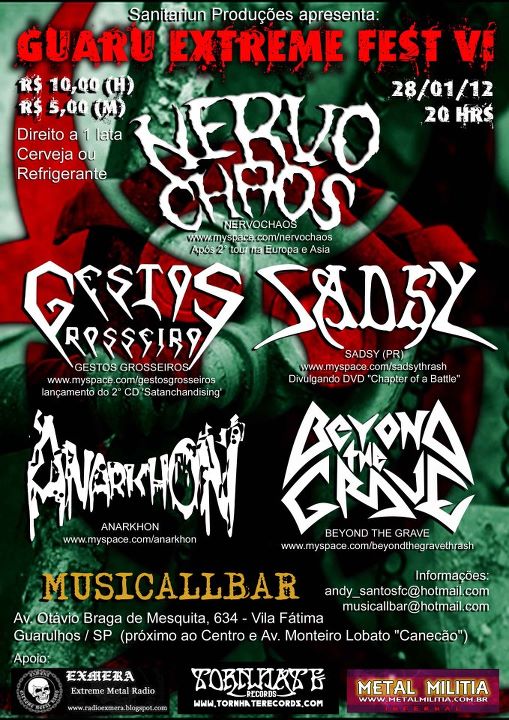 Sanitariun Produções apresenta:
GUARU EXTREME FEST VI
R$ 10,00 (H)
R$ 5,00 (M)
Direito a 1 lata
Cerveja ou
Refrigerante
28/01/12
20 HRS
NERVO
CHAOS
NERVOCHAOS
www.myspace.com/nervochaos
Após 2° tour na Europa e Asia
GESTOS
GROSSEIROS
GESTOS GROSSEIROS
www.myspace.com/gestosgrosseiros
lançamento do 2° CD 'Satanchandising'
SADSY
SADSY (PR)
www.myspace.com/sadsythrash
Divulgando DVD "Chapter of a Battle"
ANARKHON
ANARKHON
www.myspace.com/anarkhon
BEYOND
THE
GRAVE
BEYOND THE GRAVE
www.myspace.com/beyondthegravethrash
MUSICALLBAR
Informações:
andy_santosfc@hotmail.com
musicallbar@hotmail.com
Av. Otávio Braga de Mesquita, 634 - Vila Fátima
Guarulhos / SP (próximo ao Centro e Av. Monteiro Lobato "Canecão")
Apoio:
EXMERA
Extreme Metal Radio
www.radioexmera.blogspot.com
TORNHATE
RECORDS
WWW.TORNHATERECORDS.COM
METAL MILITIA
WWW.METALMILITIA.COM.BR
INFERNAL